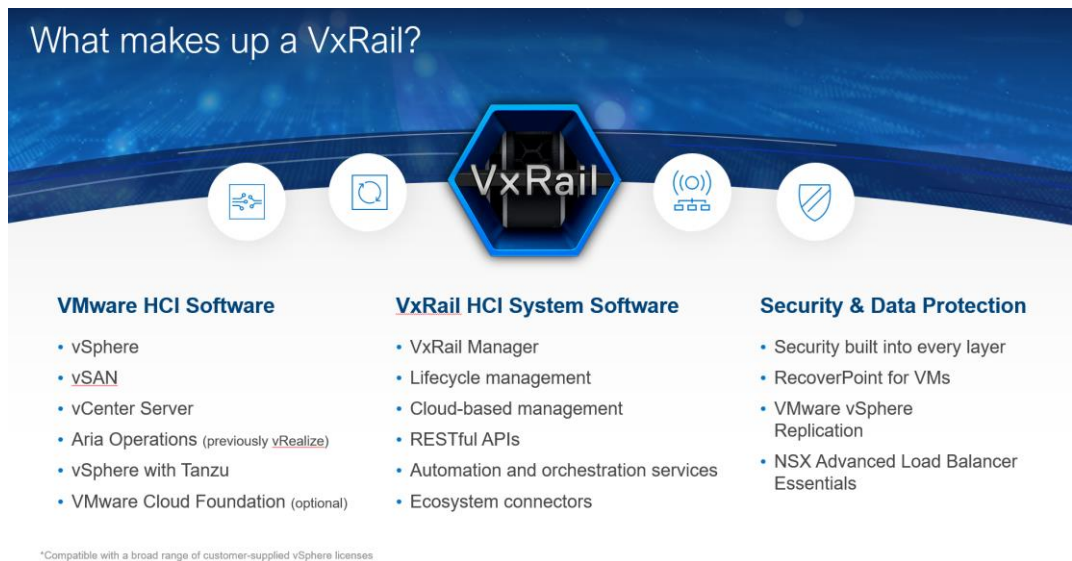 What makes up a VxRail?
VxRail
VMware HCI Software
• vSphere
• vSAN
• vCenter Server
• Aria Operations (previously vRealize)
• vSphere with Tanzu
• VMware Cloud Foundation (optional)
VxRail HCI System Software
• VxRail Manager
• Lifecycle management
• Cloud-based management
• RESTful APIs
• Automation and orchestration services
• Ecosystem connectors
Security & Data Protection
• Security built into every layer
• RecoverPoint for VMs
• VMware vSphere
Replication
• NSX Advanced Load Balancer
Essentials
*Compatible with a broad range of customer-supplied vSphere licenses